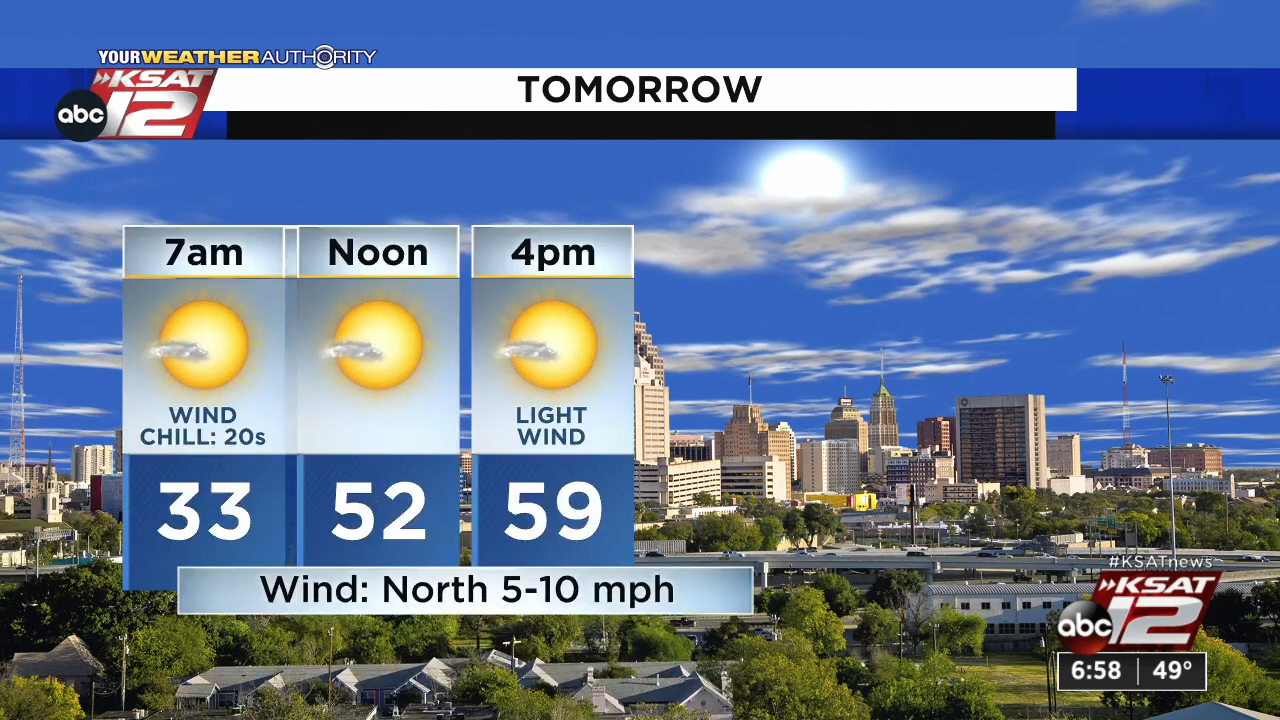 YOURWEATHERAUTHORITY
KSAT
abc 12
TOMORROW
7am
Noon
4pm
WIND
CHILL: 20s
LIGHT
WIND
33
52
59
Wind: North 5-10 mph
#KSATnews
KSAT
abc 12
6:58 49°